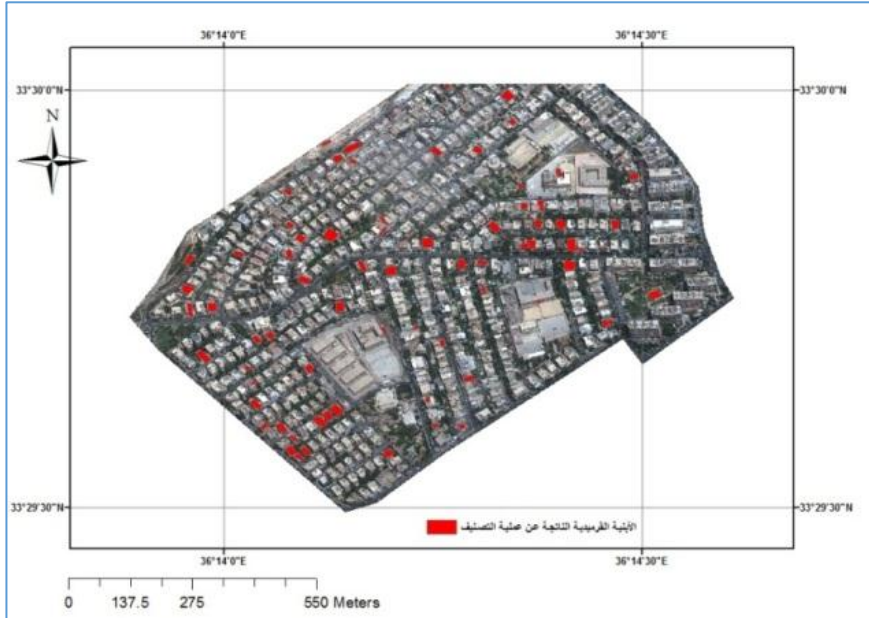 36°14'0"E 36°14'30"E
33°30'0"N 33°30'0"N
N
33°29'30"N 33°29'30"N
الأبنية القرميدية الناتجة عن عملية التصنيف
36°14'0"E 36°14'30"E
0 137.5 275 550 Meters